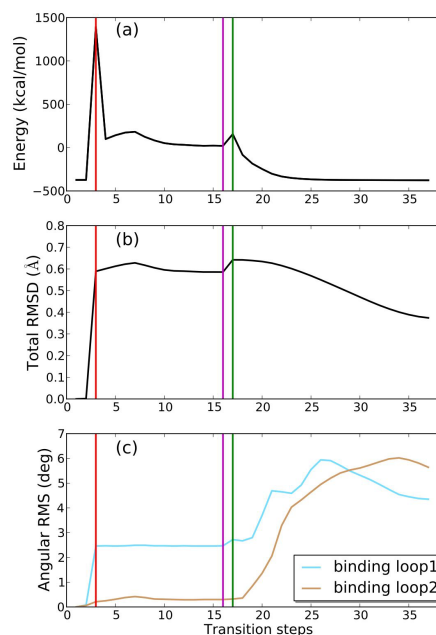 (a)
Energy (kcal/mol)
1500
1000
500
0
−500
0 5 10 15 20 25 30 35
(b)
Total RMSD (Å)
0.8
0.7
0.6
0.5
0.4
0.3
0.2
0.1
0.0
0 5 10 15 20 25 30 35
(c)
Angular RMS (deg)
7
6
5
4
3
2
1
0
0 5 10 15 20 25 30 35
binding loop1
binding loop2
Transition steps